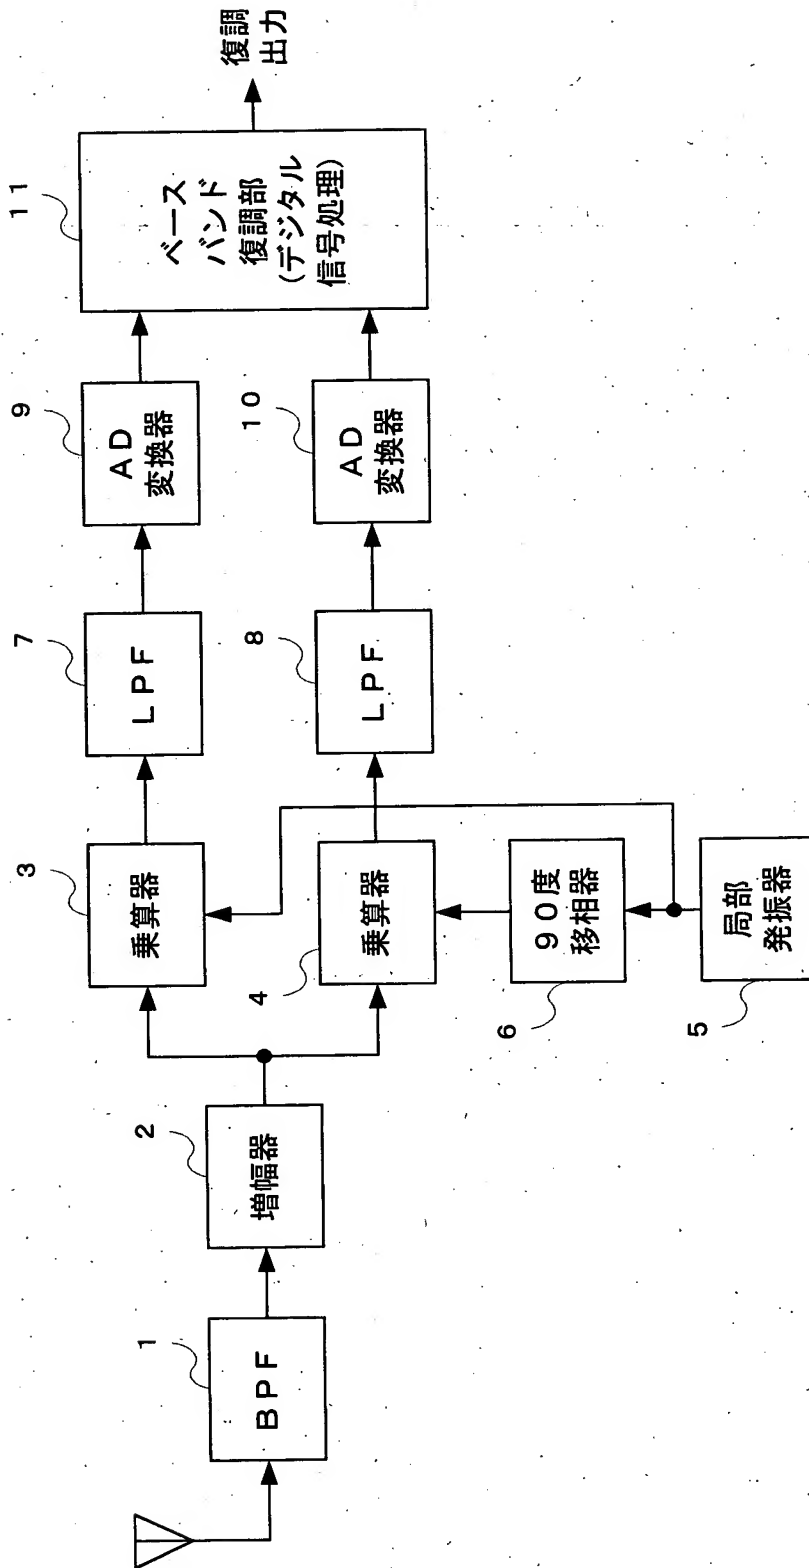 1
BPF
2
増幅器
3
乗算器
4
乗算器
5
局部
発振器
6
90度
移相器
7
LPF
8
LPF
9
AD
変換器
10
AD
変換器
11
ベース
バンド
復調部
(デジタル
信号処理)
復調
出力